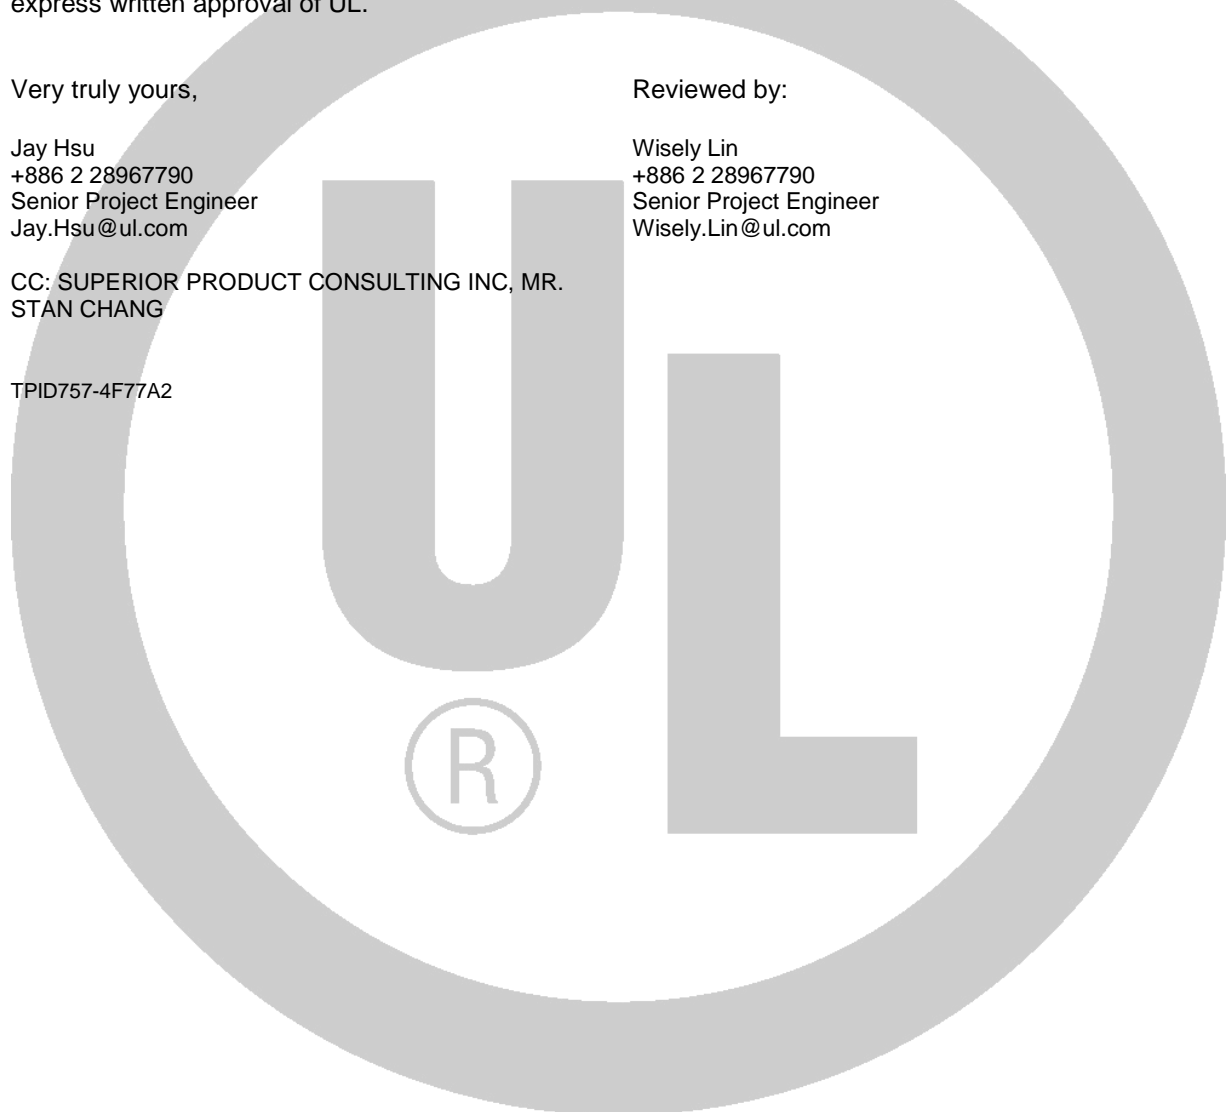 express written approval of UL.
Very truly yours,
Jay Hsu
+886 2 28967790
Senior Project Engineer
Jay.Hsu@ul.com
CC: SUPERIOR PRODUCT CONSULTING INC, MR.
STAN CHANG
TPID757-4F77A2
Reviewed by:
Wisely Lin
+886 2 28967790
Senior Project Engineer
Wisely.Lin@ul.com
UL
®